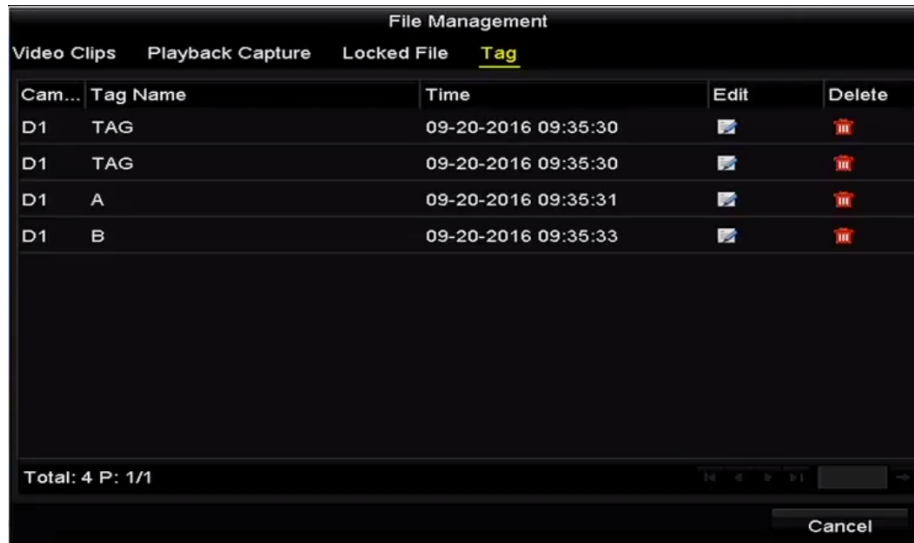 File Management
Video Clips Playback Capture Locked File Tag
Cam... Tag Name Time Edit Delete
D1 TAG 09-20-2016 09:35:30
D1 TAG 09-20-2016 09:35:30
D1 A 09-20-2016 09:35:31
D1 B 09-20-2016 09:35:33
Total: 4 P: 1/1
Cancel